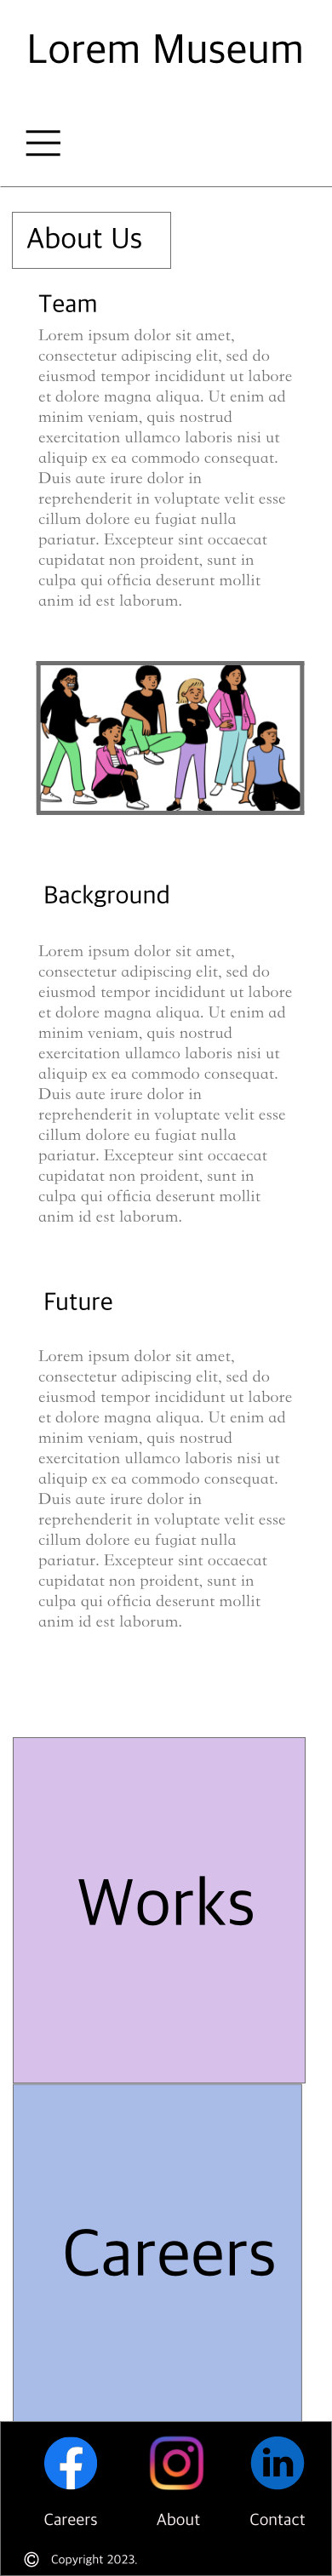 Lorem Museum
About Us
Team
Lorem ipsum dolor sit amet,
consectetur adipiscing elit, sed do
eiusmod tempor incididunt ut labore
et dolore magna aliqua. Ut enim ad
minim veniam, quis nostrud
exercitation ullamco laboris nisi ut
aliquip ex ea commodo consequat.
Duis aute irure dolor in
reprehenderit in voluptate velit esse
cillum dolore eu fugiat nulla
pariatur. Excepteur sint occaecat
cupidatat non proident, sunt in
culpa qui officia deserunt mollit
anim id est laborum.
Background
Lorem ipsum dolor sit amet,
consectetur adipiscing elit, sed do
eiusmod tempor incididunt ut labore
et dolore magna aliqua. Ut enim ad
minim veniam, quis nostrud
exercitation ullamco laboris nisi ut
aliquip ex ea commodo consequat.
Duis aute irure dolor in
reprehenderit in voluptate velit esse
cillum dolore eu fugiat nulla
pariatur. Excepteur sint occaecat
cupidatat non proident, sunt in
culpa qui officia deserunt mollit
anim id est laborum.
Future
Lorem ipsum dolor sit amet,
consectetur adipiscing elit, sed do
eiusmod tempor incididunt ut labore
et dolore magna aliqua. Ut enim ad
minim veniam, quis nostrud
exercitation ullamco laboris nisi ut
aliquip ex ea commodo consequat.
Duis aute irure dolor in
reprehenderit in voluptate velit esse
cillum dolore eu fugiat nulla
pariatur. Excepteur sint occaecat
cupidatat non proident, sunt in
culpa qui officia deserunt mollit
anim id est laborum.
Works
Careers
f in
Careers About Contact
© Copyright 2023.